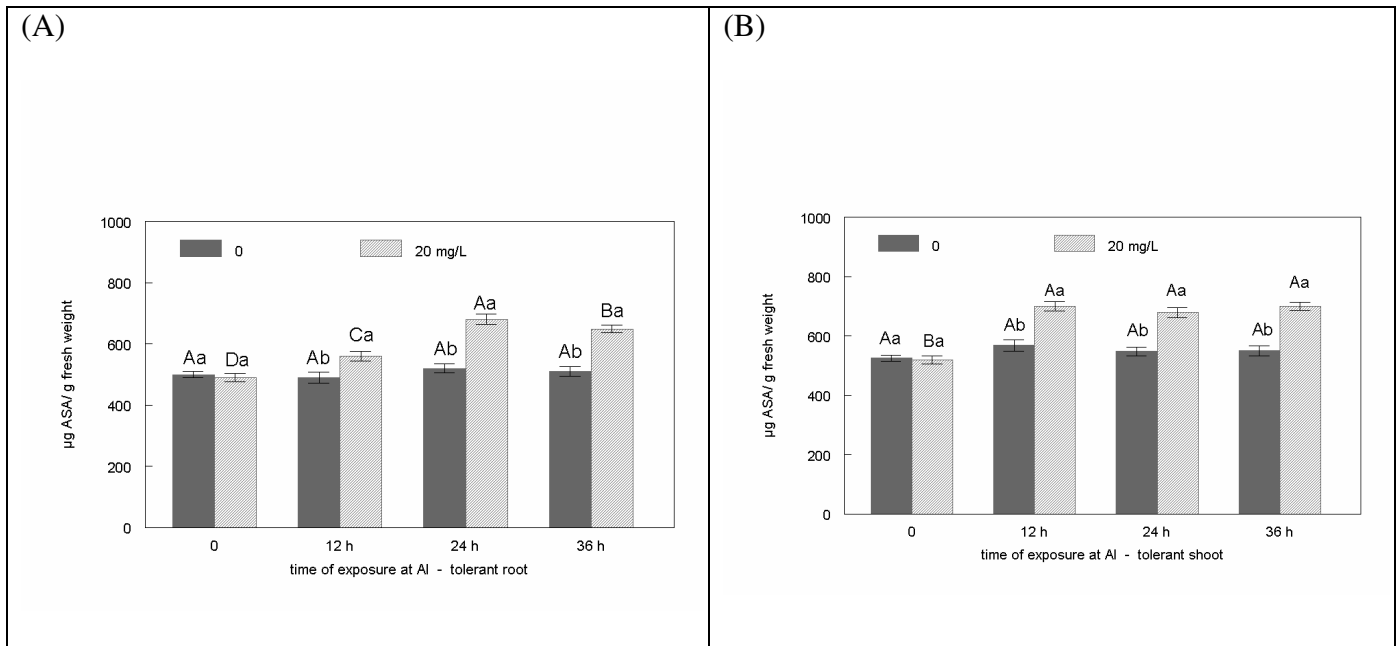 (A)
1000
800
600
400
200
0
µg ASA/ g fresh weight
0
20 mg/L
Aa
Da
Ab
Ca
Ab
Aa
Ab
Ba
0
12 h
24 h
36 h
time of exposure at Al - tolerant root
(B)
1000
800
600
400
200
0
µg ASA/ g fresh weight
0
20 mg/L
Aa
Ba
Ab
Aa
Ab
Aa
Ab
Aa
0
12 h
24 h
36 h
time of exposure at Al - tolerant shoot